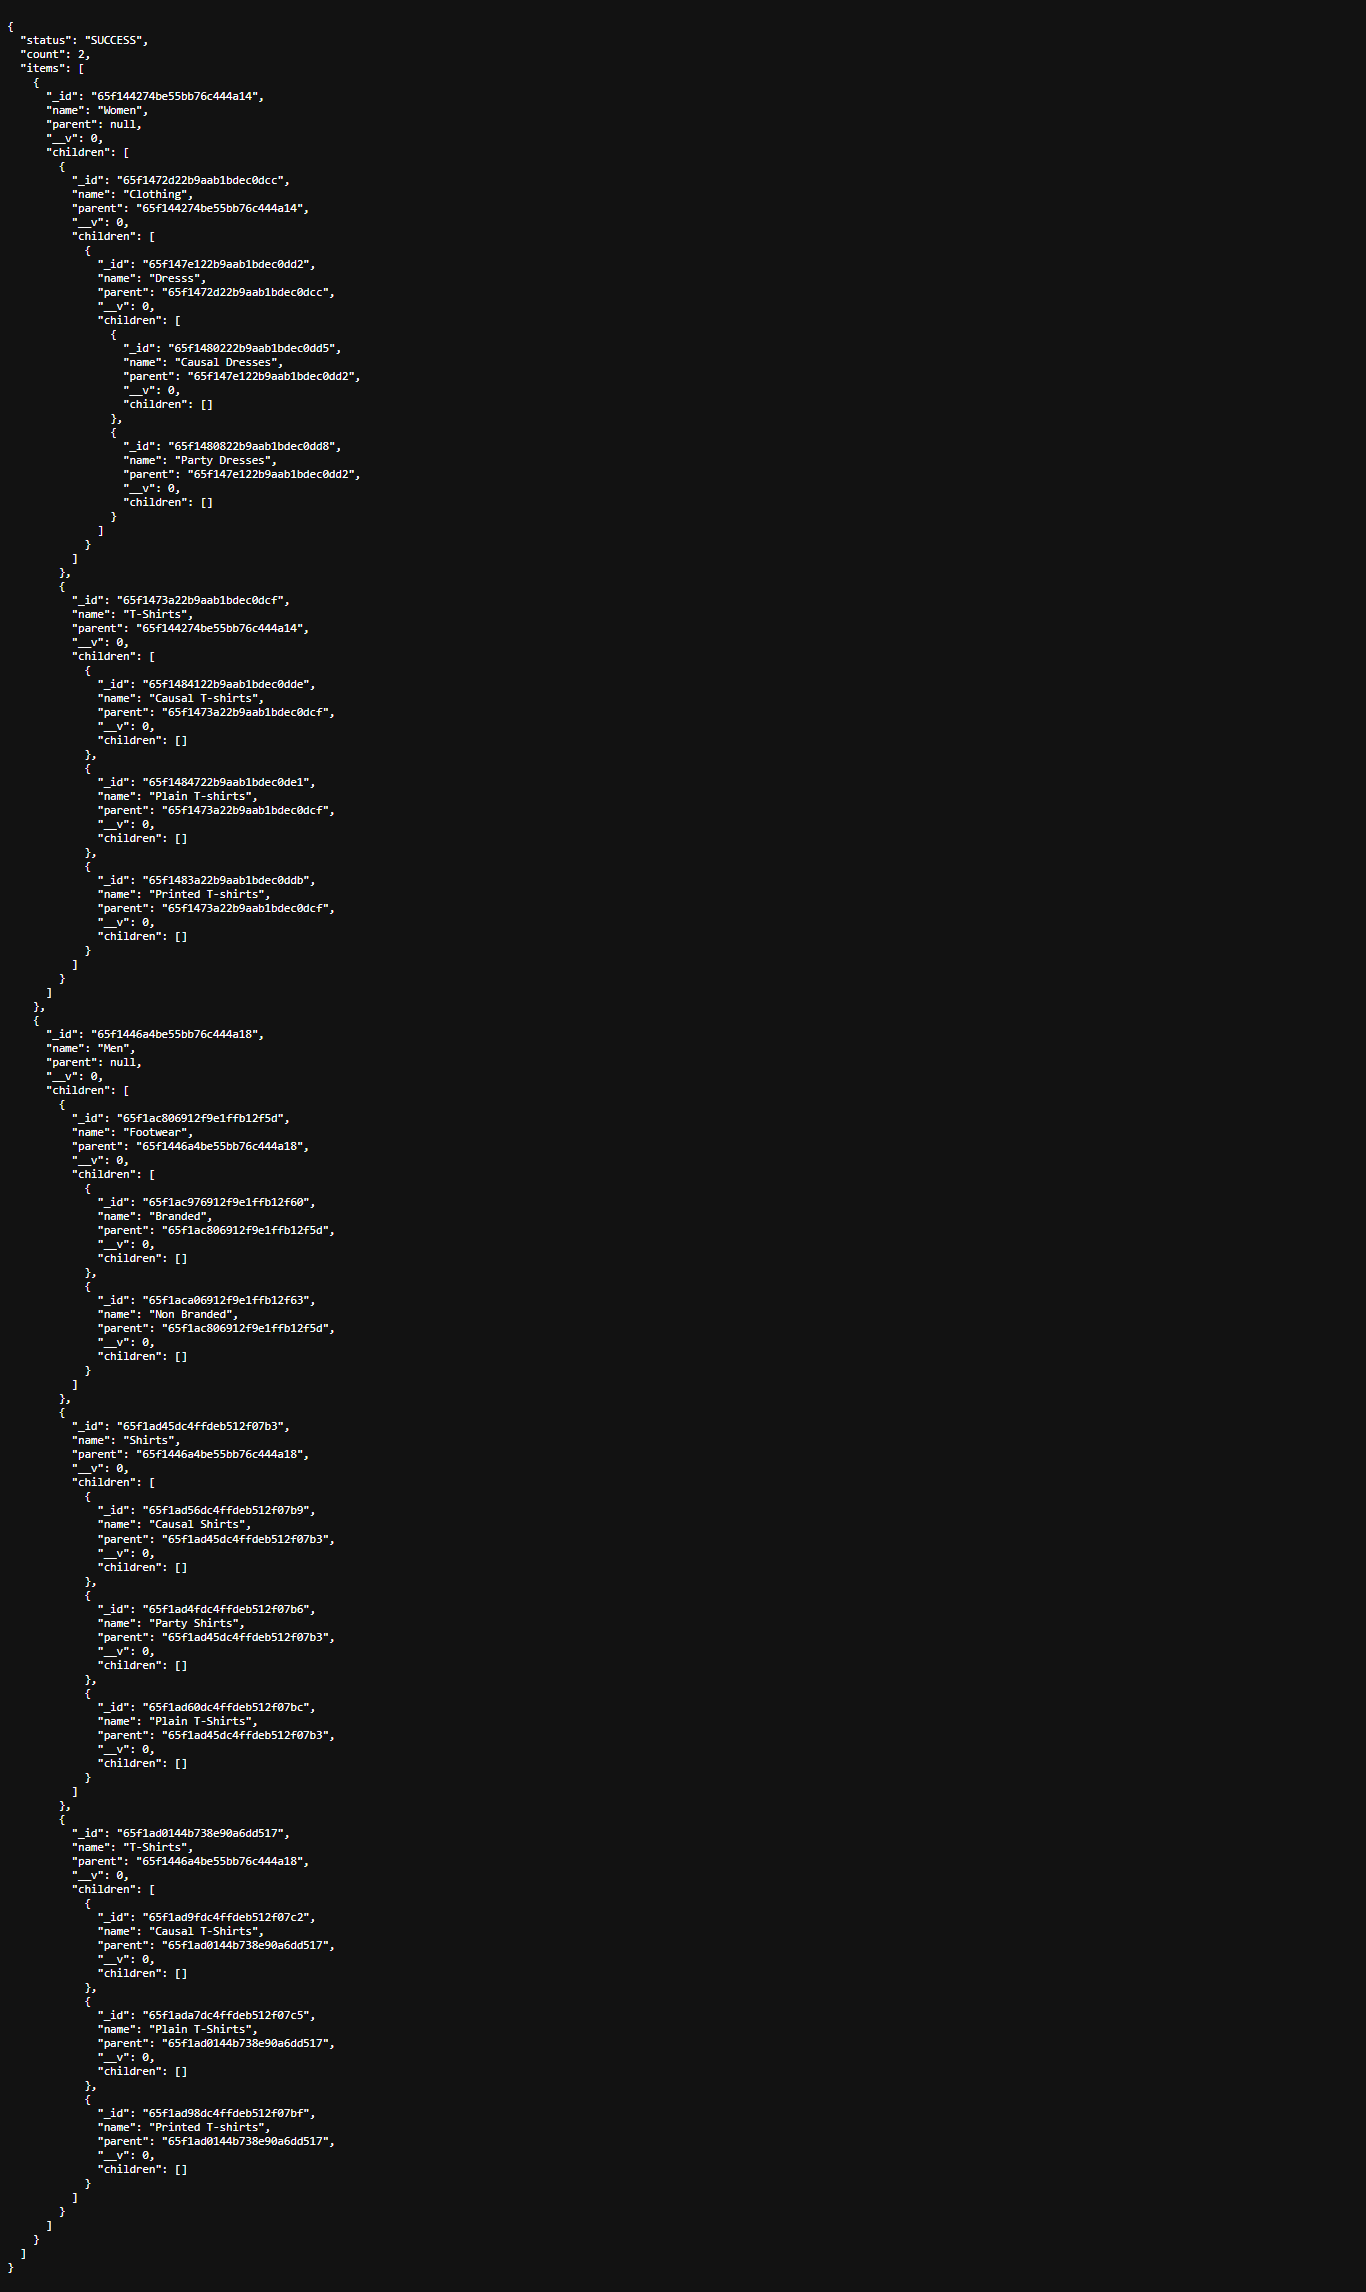 {
  "status": "SUCCESS",
  "count": 2,
  "items": [
    {
      "_id": "65f144274be55bb76c444a14",
      "name": "Women",
      "parent": null,
      "__v": 0,
      "children": [
        {
          "_id": "65f1472d22b9aab1bdec0dcc",
          "name": "Clothing",
          "parent": "65f144274be55bb76c444a14",
          "__v": 0,
          "children": [
            {
              "_id": "65f147e122b9aab1bdec0dd2",
              "name": "Dresss",
              "parent": "65f1472d22b9aab1bdec0dcc",
              "__v": 0,
              "children": [
                {
                  "_id": "65f1480222b9aab1bdec0dd5",
                  "name": "Causal Dresses",
                  "parent": "65f147e122b9aab1bdec0dd2",
                  "__v": 0,
                  "children": []
                },
                {
                  "_id": "65f1480822b9aab1bdec0dd8",
                  "name": "Party Dresses",
                  "parent": "65f147e122b9aab1bdec0dd2",
                  "__v": 0,
                  "children": []
                }
              ]
            }
          ]
        },
        {
          "_id": "65f1473a22b9aab1bdec0dcf",
          "name": "T-Shirts",
          "parent": "65f144274be55bb76c444a14",
          "__v": 0,
          "children": [
            {
              "_id": "65f1484122b9aab1bdec0dde",
              "name": "Causal T-shirts",
              "parent": "65f1473a22b9aab1bdec0dcf",
              "__v": 0,
              "children": []
            },
            {
              "_id": "65f1484722b9aab1bdec0de1",
              "name": "Plain T-shirts",
              "parent": "65f1473a22b9aab1bdec0dcf",
              "__v": 0,
              "children": []
            },
            {
              "_id": "65f1483a22b9aab1bdec0ddb",
              "name": "Printed T-shirts",
              "parent": "65f1473a22b9aab1bdec0dcf",
              "__v": 0,
              "children": []
            }
          ]
        }
      ]
    },
    {
      "_id": "65f1446a4be55bb76c444a18",
      "name": "Men",
      "parent": null,
      "__v": 0,
      "children": [
        {
          "_id": "65f1ac806912f9e1ffb12f5d",
          "name": "Footwear",
          "parent": "65f1446a4be55bb76c444a18",
          "__v": 0,
          "children": [
            {
              "_id": "65f1ac976912f9e1ffb12f60",
              "name": "Branded",
              "parent": "65f1ac806912f9e1ffb12f5d",
              "__v": 0,
              "children": []
            },
            {
              "_id": "65f1aca06912f9e1ffb12f63",
              "name": "Non Branded",
              "parent": "65f1ac806912f9e1ffb12f5d",
              "__v": 0,
              "children": []
            }
          ]
        },
        {
          "_id": "65f1ad45dc4ffdeb512f07b3",
          "name": "Shirts",
          "parent": "65f1446a4be55bb76c444a18",
          "__v": 0,
          "children": [
            {
              "_id": "65f1ad56dc4ffdeb512f07b9",
              "name": "Causal Shirts",
              "parent": "65f1ad45dc4ffdeb512f07b3",
              "__v": 0,
              "children": []
            },
            {
              "_id": "65f1ad4fdc4ffdeb512f07b6",
              "name": "Party Shirts",
              "parent": "65f1ad45dc4ffdeb512f07b3",
              "__v": 0,
              "children": []
            },
            {
              "_id": "65f1ad60dc4ffdeb512f07bc",
              "name": "Plain T-Shirts",
              "parent": "65f1ad45dc4ffdeb512f07b3",
              "__v": 0,
              "children": []
            }
          ]
        },
        {
          "_id": "65f1ad0144b738e90a6dd517",
          "name": "T-Shirts",
          "parent": "65f1446a4be55bb76c444a18",
          "__v": 0,
          "children": [
            {
              "_id": "65f1ad9fdc4ffdeb512f07c2",
              "name": "Causal T-Shirts",
              "parent": "65f1ad0144b738e90a6dd517",
              "__v": 0,
              "children": []
            },
            {
              "_id": "65f1ada7dc4ffdeb512f07c5",
              "name": "Plain T-Shirts",
              "parent": "65f1ad0144b738e90a6dd517",
              "__v": 0,
              "children": []
            },
            {
              "_id": "65f1ad98dc4ffdeb512f07bf",
              "name": "Printed T-shirts",
              "parent": "65f1ad0144b738e90a6dd517",
              "__v": 0,
              "children": []
            }
          ]
        }
      ]
    }
  ]
}